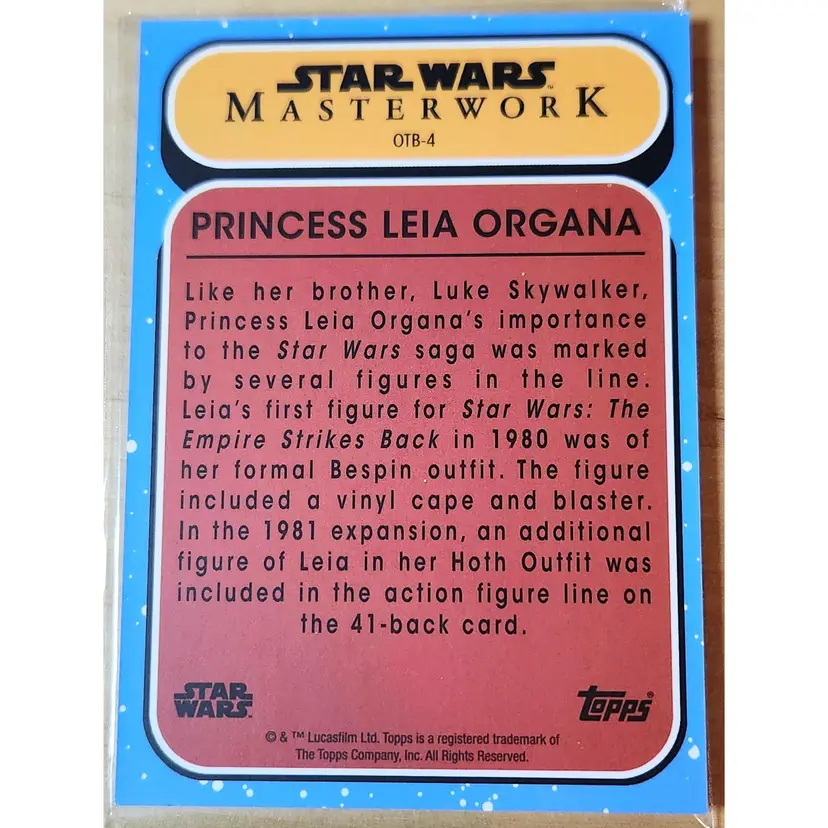 STAR WARS™
MASTERWORK
OTB-4
PRINCESS LEIA ORGANA
Like her brother, Luke Skywalker,
Princess Leia Organa's importance
to the Star Wars saga was marked
by several figures in the line.
Leia's first figure for Star Wars: The
Empire Strikes Back in 1980 was of
her formal Bespin outfit. The figure
included a vinyl cape and blaster.
In the 1981 expansion, an additional
figure of Leia in her Hoth Outfit was
included in the action figure line on
the 41-back card.
STAR
WARS™
topps®
© & ™ Lucasfilm Ltd. Topps is a registered trademark of
The Topps Company, Inc. All Rights Reserved.